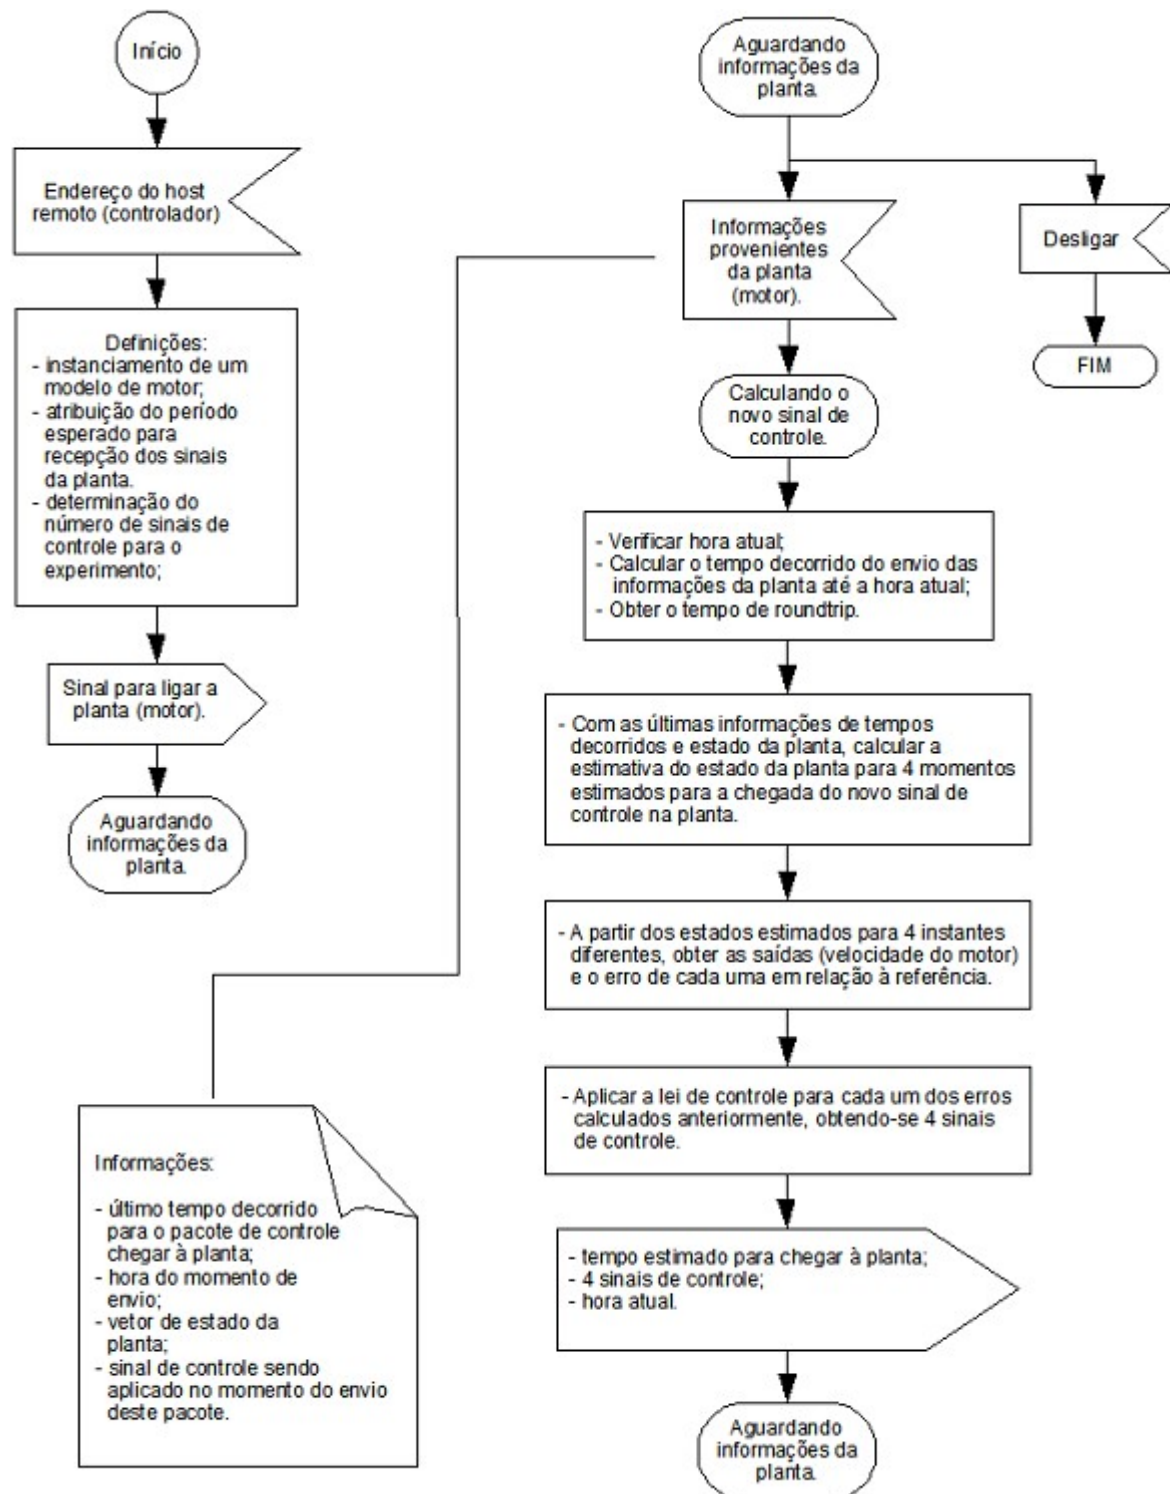 Início
Endereço do host
remoto (controlador)
Definições:
- instanciamento de um
modelo de motor;
- atribuição do período
esperado para
recepção dos sinais
da planta.
- determinação do
número de sinais de
controle para o
experimento;
Sinal para ligar a
planta (motor).
Aguardando
informações da
planta.
Informações:
- último tempo decorrido
para o pacote de controle
chegar à planta;
- hora do momento de
envio;
- vetor de estado da
planta;
- sinal de controle sendo
aplicado no momento do envio
deste pacote.
Aguardando
informações da
planta.
Informações
provenientes
da planta
(motor).
Desligar
FIM
Calculando o
novo sinal de
controle.
- Verificar hora atual;
- Calcular o tempo decorrido do envio das
informações da planta até a hora atual;
- Obter o tempo de roundtrip.
- Com as últimas informações de tempos
decorridos e estado da planta, calcular a
estimativa do estado da planta para 4 momentos
estimados para a chegada do novo sinal de
controle na planta.
- A partir dos estados estimados para 4 instantes
diferentes, obter as saídas (velocidade do motor)
e o erro de cada uma em relação à referência.
- Aplicar a lei de controle para cada um dos erros
calculados anteriormente, obtendo-se 4 sinais
de controle.
- tempo estimado para chegar à planta;
- 4 sinais de controle;
- hora atual.
Aguardando
informações da
planta.